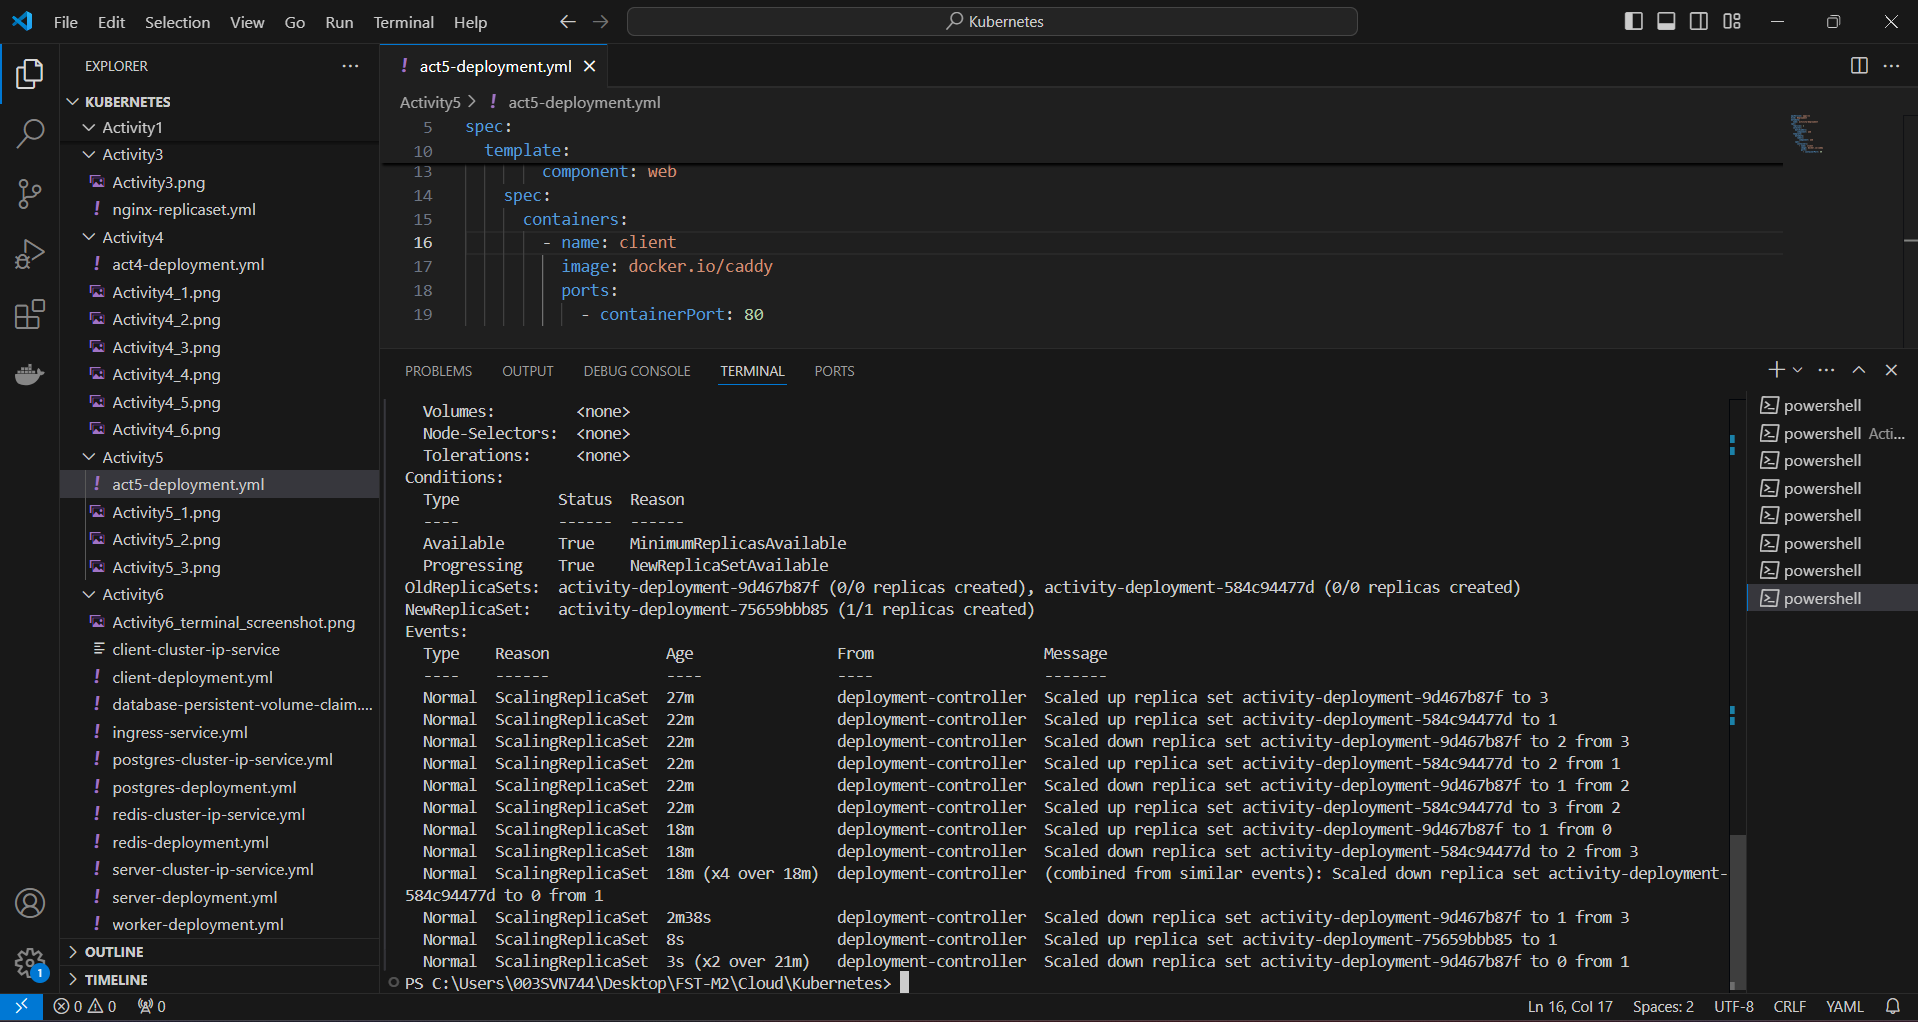 File Edit Selection View Go Run Terminal Help
Kubernetes
EXPLORER
KUBERNETES
Activity1
Activity3
Activity3.png
! nginx-replicaset.yml
Activity4
! act4-deployment.yml
Activity4_1.png
Activity4_2.png
Activity4_3.png
Activity4_4.png
Activity4_5.png
Activity4_6.png
Activity5
! act5-deployment.yml
Activity5_1.png
Activity5_2.png
Activity5_3.png
Activity6
Activity6_terminal_screenshot.png
client-cluster-ip-service
! client-deployment.yml
! database-persistent-volume-claim....
! ingress-service.yml
! postgres-cluster-ip-service.yml
! postgres-deployment.yml
! redis-cluster-ip-service.yml
! redis-deployment.yml
! server-cluster-ip-service.yml
! server-deployment.yml
! worker-deployment.yml
OUTLINE
TIMELINE
1
! act5-deployment.yml
Activity5 > ! act5-deployment.yml
5 spec:
10 template:
13 component: web
14 spec:
15 containers:
16 - name: client
17 image: docker.io/caddy
18 ports:
19 - containerPort: 80
PROBLEMS OUTPUT DEBUG CONSOLE TERMINAL PORTS
Volumes: <none>
Node-Selectors: <none>
Tolerations: <none>
Conditions:
Type Status Reason
---- ------ ------
Available True MinimumReplicasAvailable
Progressing True NewReplicaSetAvailable
OldReplicaSets: activity-deployment-9d467b87f (0/0 replicas created), activity-deployment-584c94477d (0/0 replicas created)
NewReplicaSet: activity-deployment-75659bbb85 (1/1 replicas created)
Events:
Type Reason Age From Message
---- ------ ---- ---- -------
Normal ScalingReplicaSet 27m deployment-controller Scaled up replica set activity-deployment-9d467b87f to 3
Normal ScalingReplicaSet 22m deployment-controller Scaled up replica set activity-deployment-584c94477d to 1
Normal ScalingReplicaSet 22m deployment-controller Scaled down replica set activity-deployment-9d467b87f to 2 from 3
Normal ScalingReplicaSet 22m deployment-controller Scaled up replica set activity-deployment-584c94477d to 2 from 1
Normal ScalingReplicaSet 22m deployment-controller Scaled down replica set activity-deployment-9d467b87f to 1 from 2
Normal ScalingReplicaSet 22m deployment-controller Scaled up replica set activity-deployment-584c94477d to 3 from 2
Normal ScalingReplicaSet 18m deployment-controller Scaled up replica set activity-deployment-9d467b87f to 1 from 0
Normal ScalingReplicaSet 18m deployment-controller Scaled down replica set activity-deployment-584c94477d to 2 from 3
Normal ScalingReplicaSet 18m (x4 over 18m) deployment-controller (combined from similar events): Scaled down replica set activity-deployment-
584c94477d to 0 from 1
Normal ScalingReplicaSet 2m38s deployment-controller Scaled down replica set activity-deployment-9d467b87f to 1 from 3
Normal ScalingReplicaSet 8s deployment-controller Scaled up replica set activity-deployment-75659bbb85 to 1
Normal ScalingReplicaSet 3s (x2 over 21m) deployment-controller Scaled down replica set activity-deployment-9d467b87f to 0 from 1
PS C:\Users\003SVN744\Desktop\FST-M2\Cloud\Kubernetes>
powershell
powershell Acti...
powershell
powershell
powershell
powershell
powershell
powershell
0 0 0
Ln 16, Col 17 Spaces: 2 UTF-8 CRLF YAML